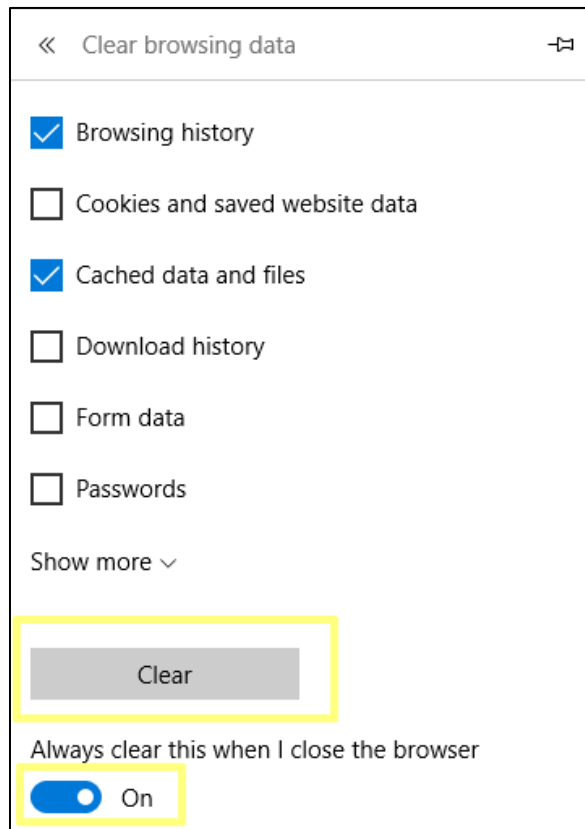 Clear browsing data
Browsing history
Cookies and saved website data
Cached data and files
Download history
Form data
Passwords
Show more
Clear
Always clear this when I close the browser
On